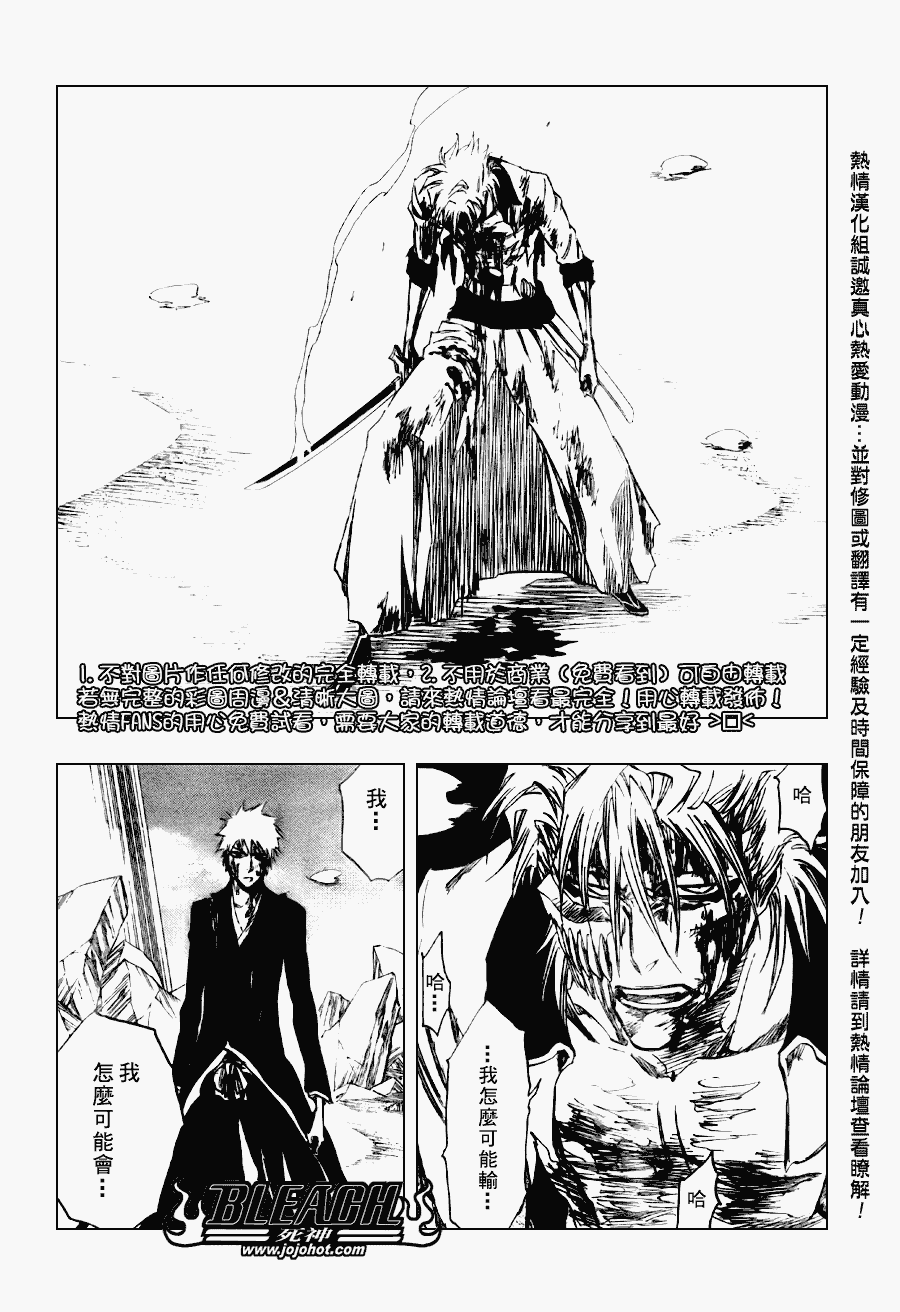 1. 不對圖片作任何修改的完全轉載。2. 不用於商業（免費看到）可自由轉載
若無完整的彩圖周漫&清晰大圖，請來熱情論壇看最完全！用心轉載發佈！
熱情FANS的用心免費試看，需要大家的轉載道德，才能分享到最好 >口<
哈
哈…
…我怎麼可能輸…
哈
我…
我
怎麼可能會…
BLEACH
死神
www.jojohot.com
熱情漢化組誠邀真心熱愛動漫…並對修圖或翻譯有一定經驗及時間保障的朋友加入！ 詳情請到熱情論壇查看瞭解！